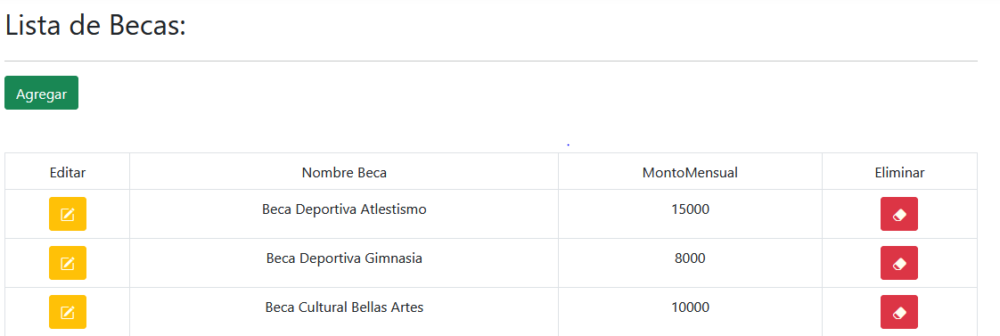 Lista de Becas:
Agregar
Editar Nombre Beca MontoMensual Eliminar
Beca Deportiva Atlestismo 15000
Beca Deportiva Gimnasia 8000
Beca Cultural Bellas Artes 10000